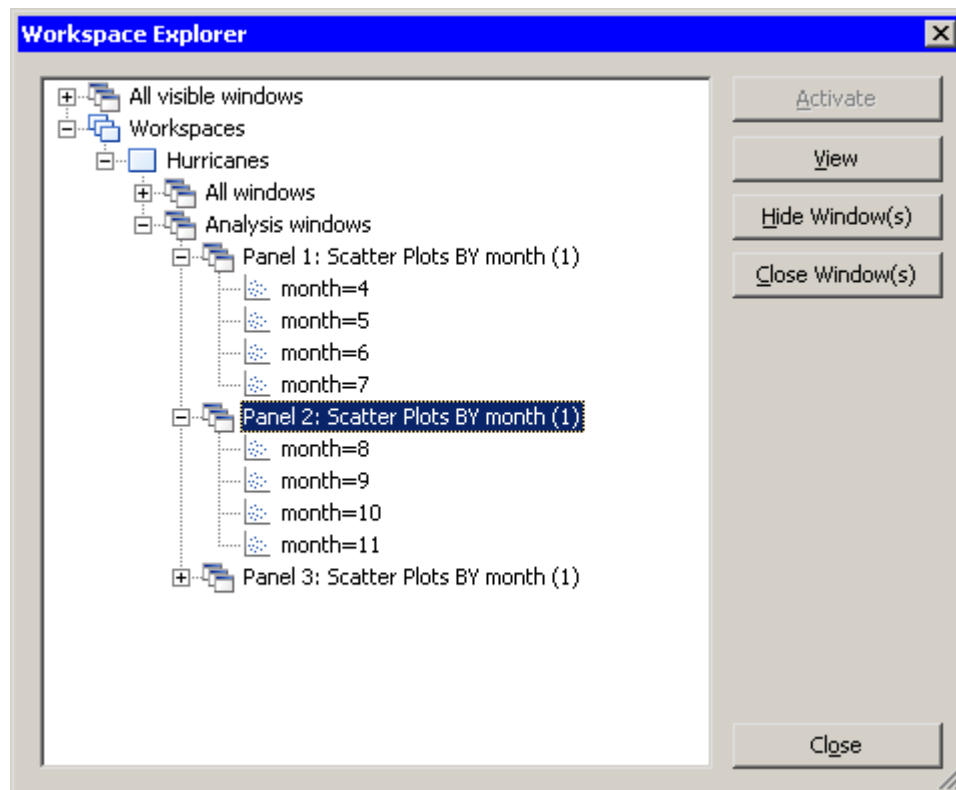 Workspace Explorer
All visible windows
Workspaces
Hurricanes
All windows
Analysis windows
Panel 1: Scatter Plots BY month (1)
month=4
month=5
month=6
month=7
Panel 2: Scatter Plots BY month (1)
month=8
month=9
month=10
month=11
Panel 3: Scatter Plots BY month (1)
Activate
View
Hide Window(s)
Close Window(s)
Close